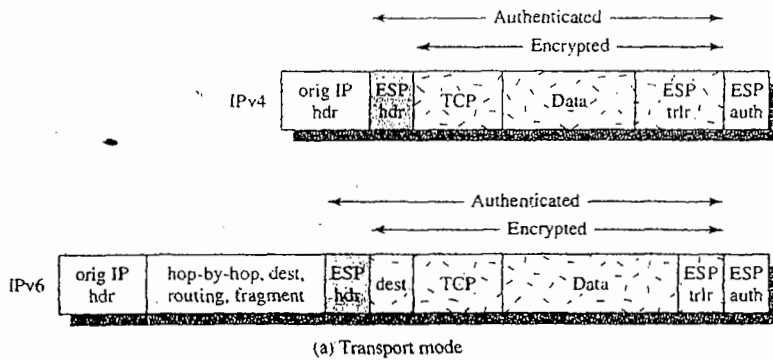 Authenticated
Encrypted
IPv4
orig IP
hdr
ESP
hdr
TCP
Data
ESP
trlr
ESP
auth
Authenticated
Encrypted
IPv6
orig IP
hdr
hop-by-hop, dest,
routing, fragment
ESP
hdr
dest
TCP
Data
ESP
trlr
ESP
auth
(a) Transport mode